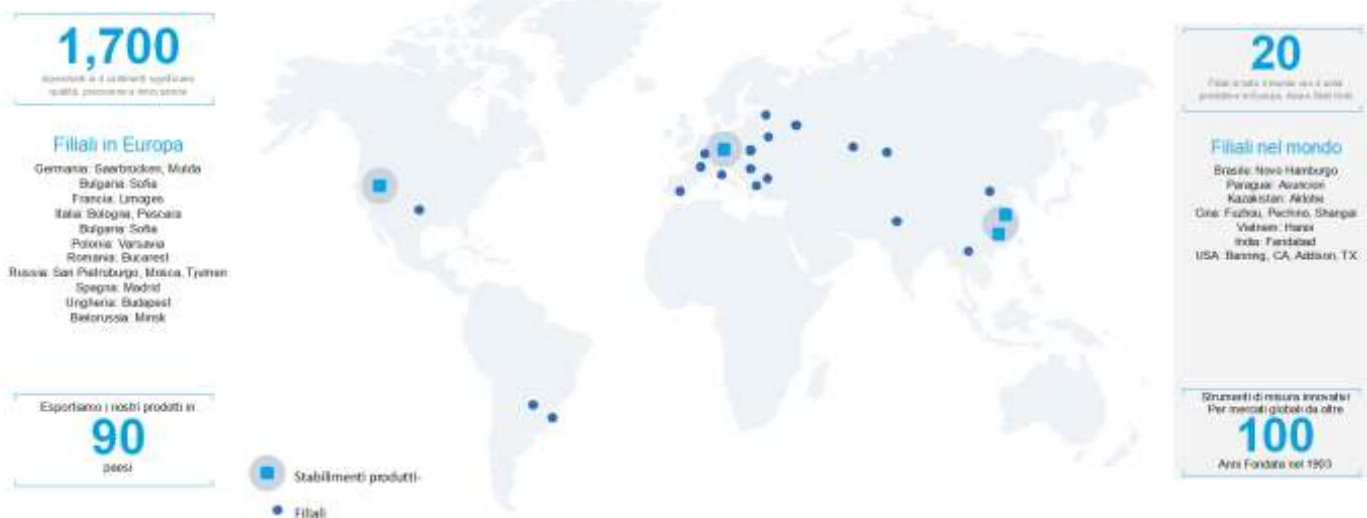 1,700
Filiali in Europa
Germania: Saarbrücken, Mulda
Bulgaria: Sofia
Francia: Limoges
Italia: Bologna, Pescara
Bulgaria: Sofia
Polonia: Varsavia
Romania: Bucarest
Russia: San Pietroburgo, Mosca, Tjumen
Spagna: Madrid
Ungheria: Budapest
Bielorussia: Minsk
Esportiamo i nostri prodotti in
90
paesi
Stabilimenti produtti-
Filiali
20
Filiali nel mondo
Brasile: Novo Hamburgo
Paraguai: Asuncion
Kazakistan: Aktobe
Cina: Fuzhou, Pechino, Shangai
Vietnam: Hanoi
India: Faridabad
USA: Banning, CA, Addison, TX
Strumenti di misura innovativi
Per mercati globali da oltre
100
Anni Fondata nel 1903